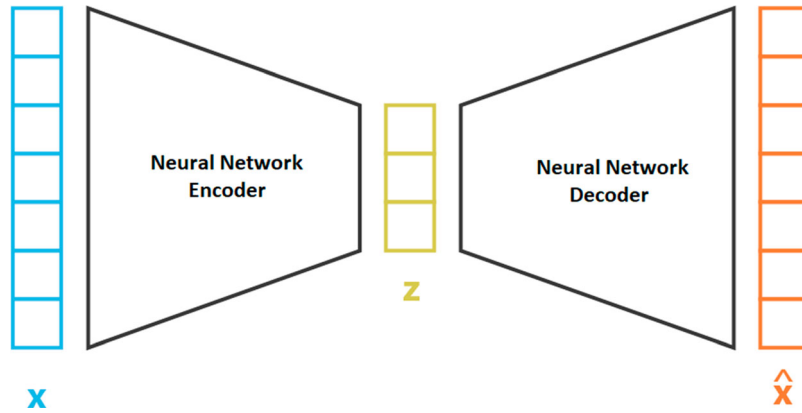 Neural Network
Encoder
Neural Network
Decoder
z
x
x̂